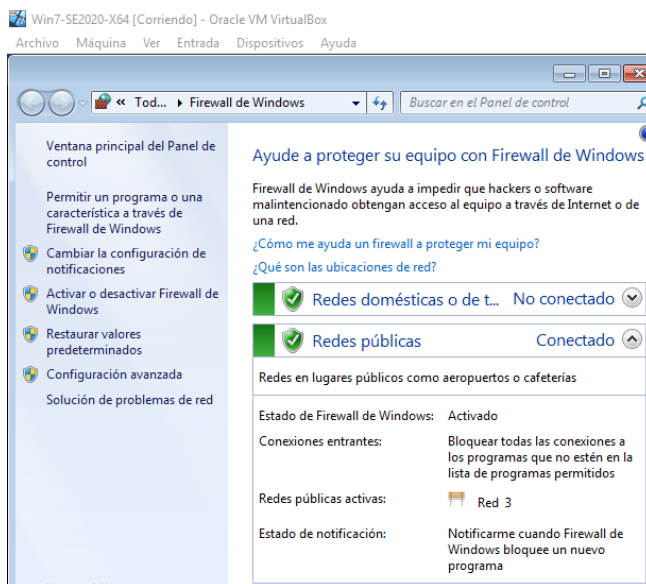 Win7-SE2020-X64 [Corriendo] - Oracle VM VirtualBox
Archivo Máquina Ver Entrada Dispositivos Ayuda
« Tod... ▸ Firewall de Windows
Buscar en el Panel de control
Ventana principal del Panel de
control
Permitir un programa o una
característica a través de
Firewall de Windows
Cambiar la configuración de
notificaciones
Activar o desactivar Firewall de
Windows
Restaurar valores
predeterminados
Configuración avanzada
Solución de problemas de red
Ayude a proteger su equipo con Firewall de Windows
Firewall de Windows ayuda a impedir que hackers o software
malintencionado obtengan acceso al equipo a través de Internet o de
una red.
¿Cómo me ayuda un firewall a proteger mi equipo?
¿Qué son las ubicaciones de red?
Redes domésticas o de t... No conectado
Redes públicas Conectado
Redes en lugares públicos como aeropuertos o cafeterías
Estado de Firewall de Windows: Activado
Conexiones entrantes: Bloquear todas las conexiones a
los programas que no estén en la
lista de programas permitidos
Redes públicas activas: Red 3
Estado de notificación: Notificarme cuando Firewall de
Windows bloquee un nuevo
programa